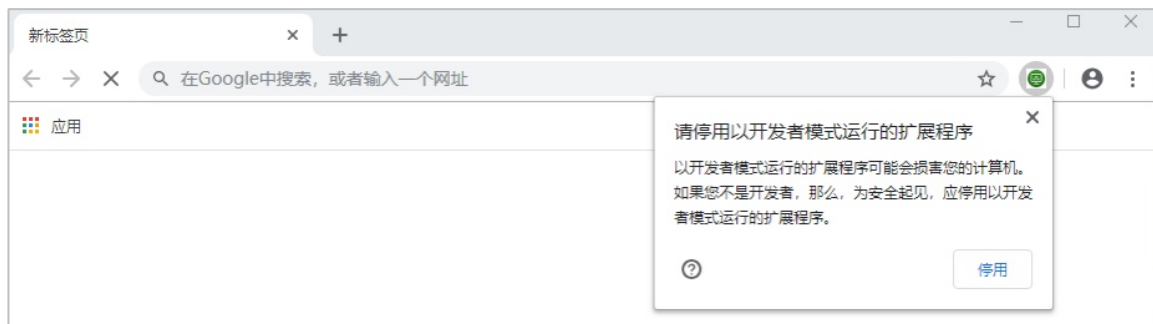 新标签页
在Google中搜索，或者输入一个网址
应用
请停用以开发者模式运行的扩展程序
以开发者模式运行的扩展程序可能会损害您的计算机。
如果您不是开发者，那么，为安全起见，应停用以开发
者模式运行的扩展程序。
停用